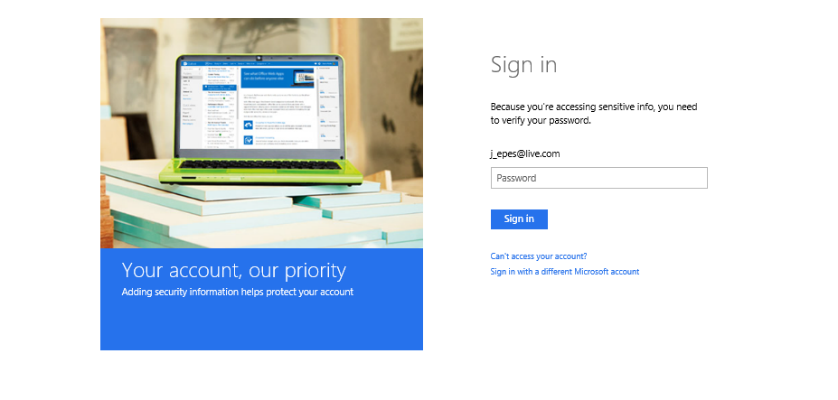 Sign in
Because you're accessing sensitive info, you need
to verify your password.
j_epes@live.com
Password
Sign in
Can't access your account?
Sign in with a different Microsoft account
Your account, our priority
Adding security information helps protect your account